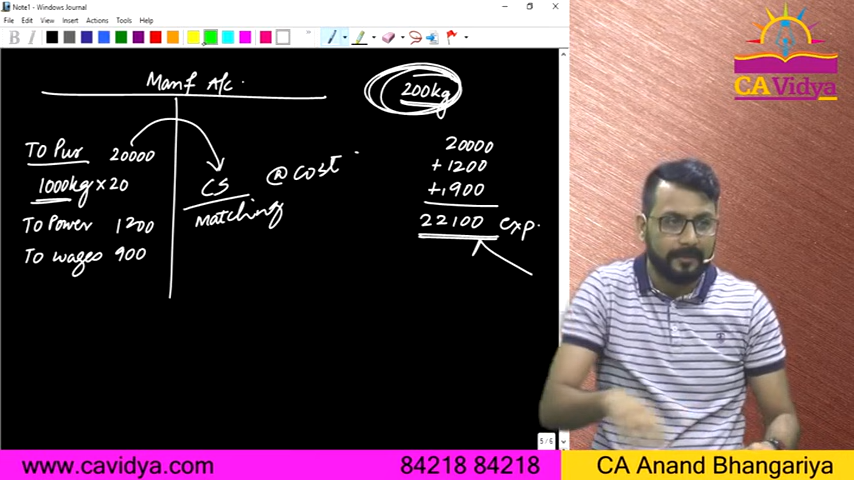 Note1 - Windows Journal
File Edit View Insert Actions Tools Help
B I
Manf A/c.
To Pur 20000
1000kg x 20
To Power 1200
To wages 900
CS @ cost
Matching
200kg
20000
+ 1200
+ 900
22100 exp.
5 / 6
CA Vidya
www.cavidya.com 84218 84218 CA Anand Bhangariya